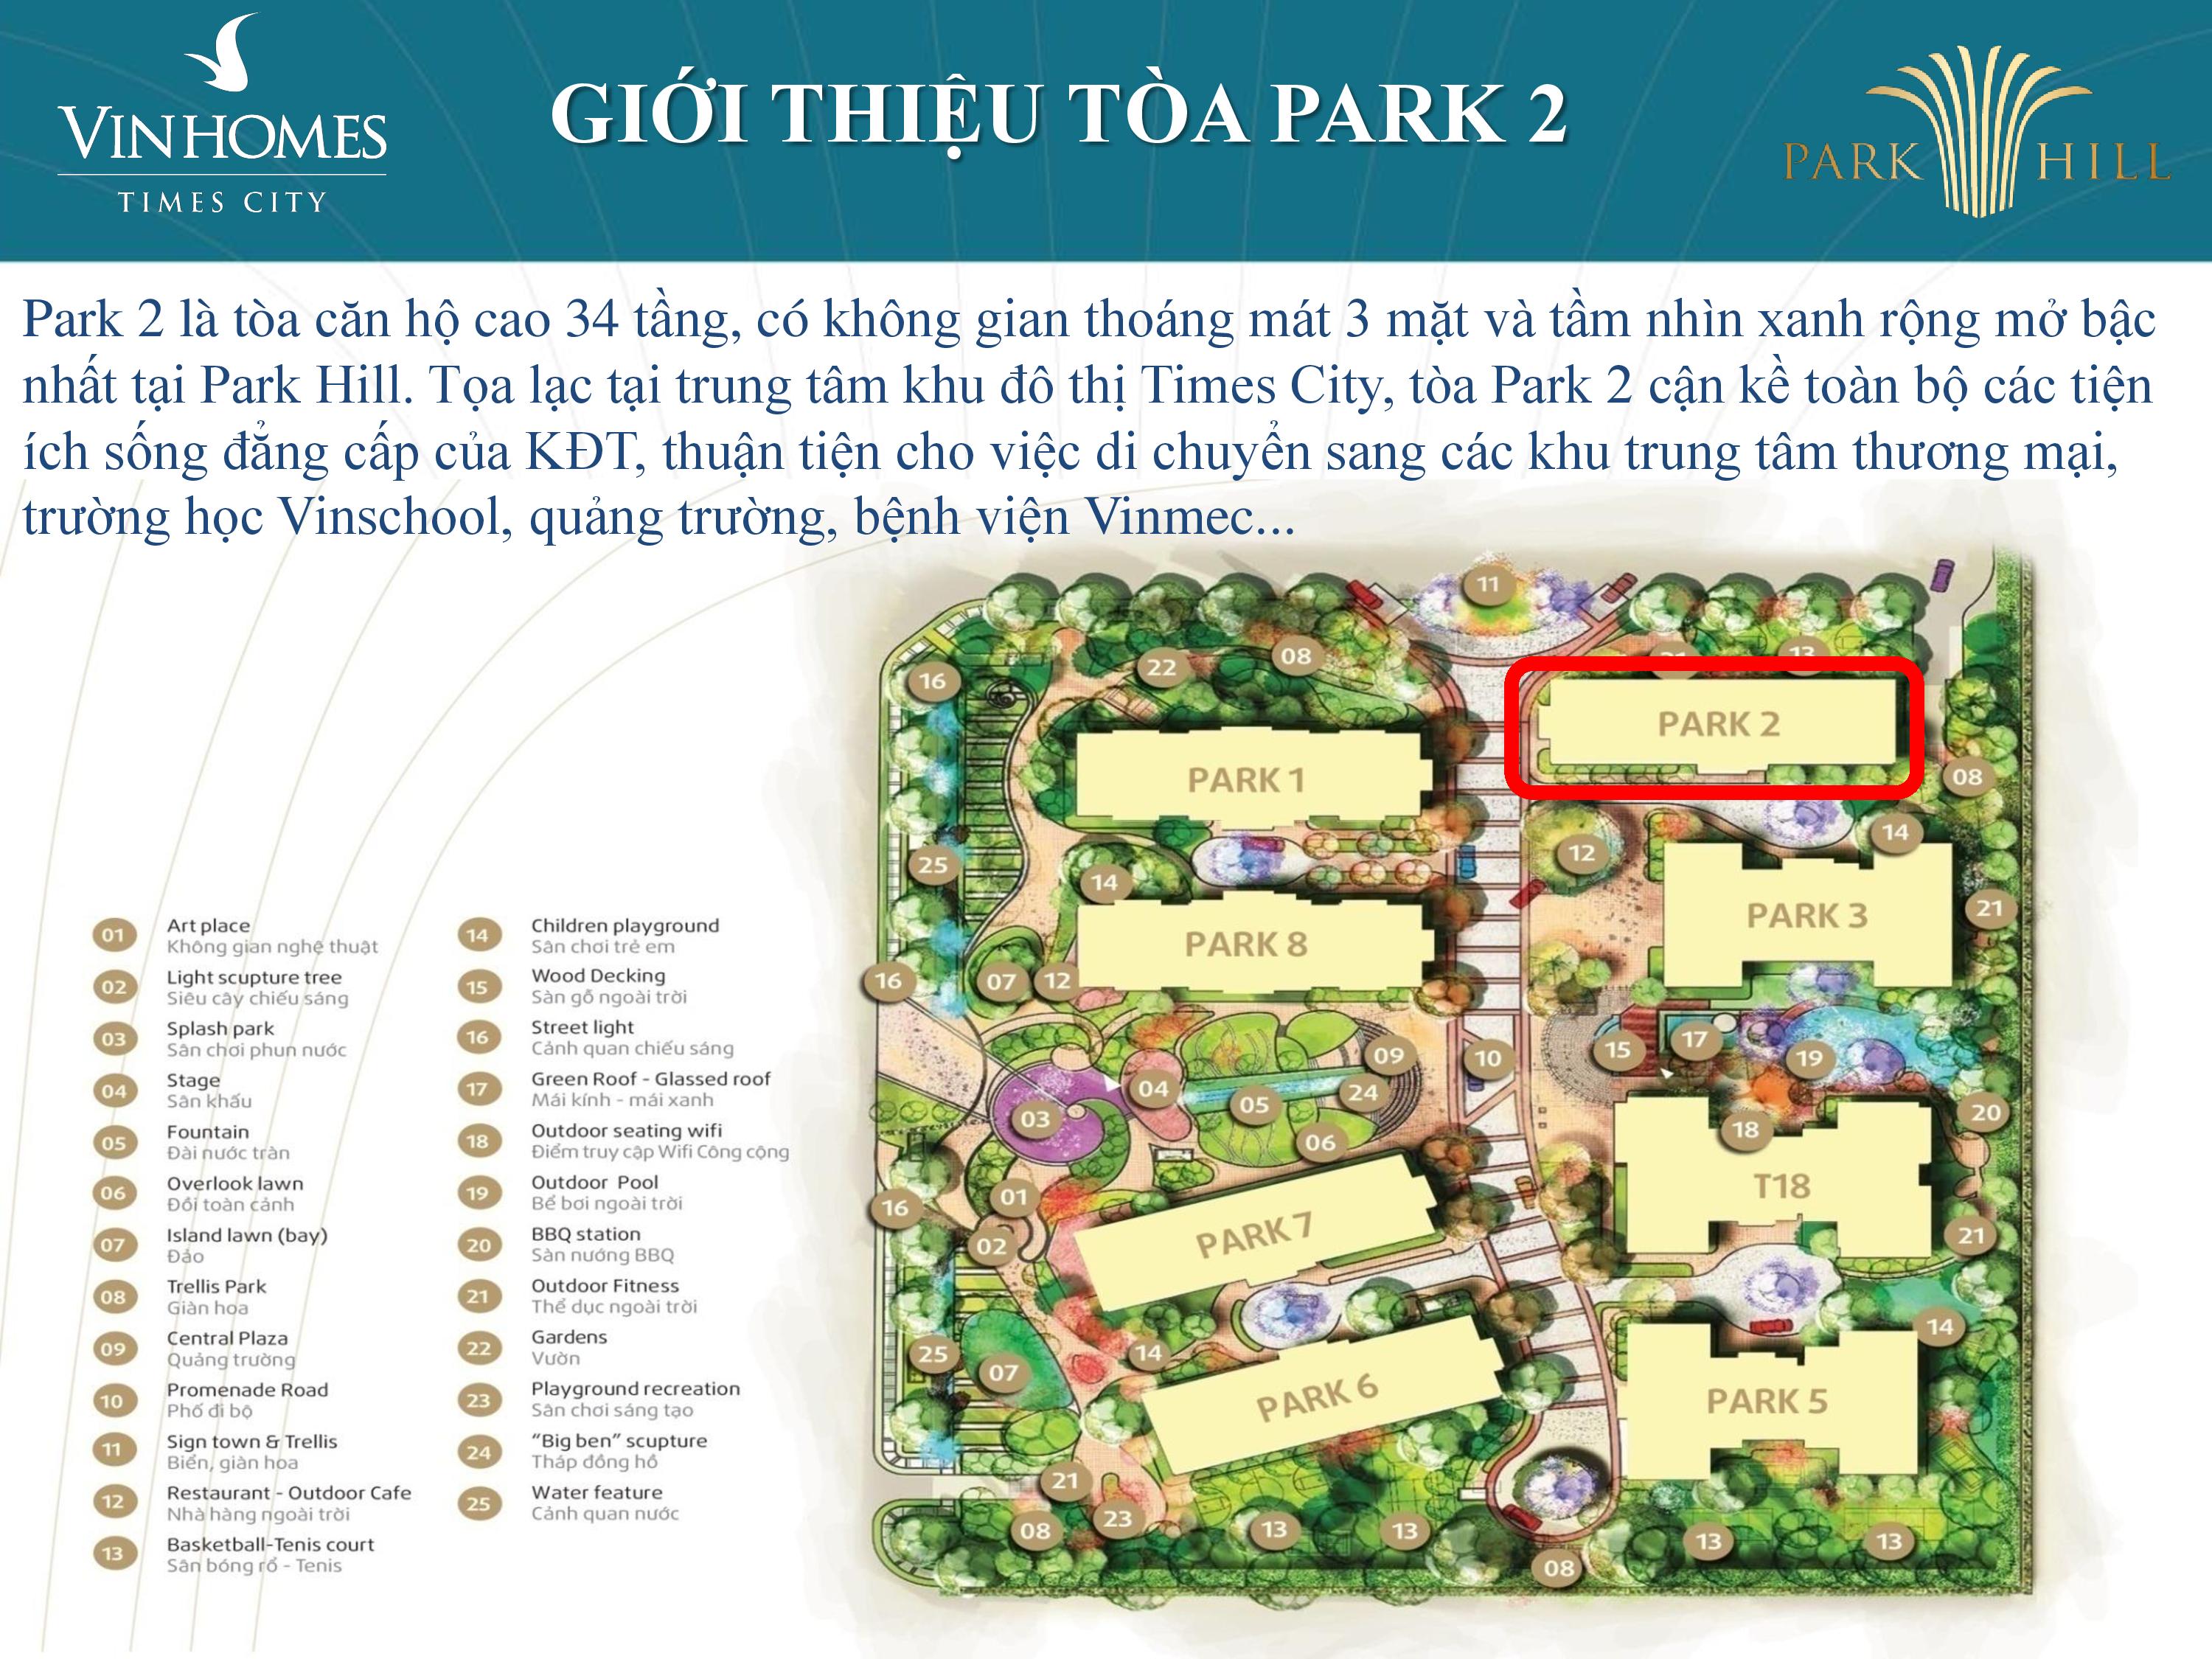 VINHOMES
TIMES CITY
GIỚI THIỆU TÒA PARK 2
PARK HILL
Park 2 là tòa căn hộ cao 34 tầng, có không gian thoáng mát 3 mặt và tầm nhìn xanh rộng mở bậc
nhất tại Park Hill. Tọa lạc tại trung tâm khu đô thị Times City, tòa Park 2 cận kề toàn bộ các tiện
ích sống đẳng cấp của KĐT, thuận tiện cho việc di chuyển sang các khu trung tâm thương mại,
trường học Vinschool, quảng trường, bệnh viện Vinmec...
01 Art place
Không gian nghệ thuật
02 Light scupture tree
Siêu cây chiếu sáng
03 Splash park
Sân chơi phun nước
04 Stage
Sân khấu
05 Fountain
Đài nước tràn
06 Overlook lawn
Đồi toàn cảnh
07 Island lawn (bay)
Đảo
08 Trellis Park
Giàn hoa
09 Central Plaza
Quảng trường
10 Promenade Road
Phố đi bộ
11 Sign town & Trellis
Biển, giàn hoa
12 Restaurant - Outdoor Cafe
Nhà hàng ngoài trời
13 Basketball-Tenis court
Sân bóng rổ - Tenis
14 Children playground
Sân chơi trẻ em
15 Wood Decking
Sàn gỗ ngoài trời
16 Street light
Cảnh quan chiếu sáng
17 Green Roof - Glassed roof
Mái kính - mái xanh
18 Outdoor seating wifi
Điểm truy cập Wifi Công cộng
19 Outdoor Pool
Bể bơi ngoài trời
20 BBQ station
Sàn nướng BBQ
21 Outdoor Fitness
Thể dục ngoài trời
22 Gardens
Vườn
23 Playground recreation
Sân chơi sáng tạo
24 “Big ben” scupture
Tháp đồng hồ
25 Water feature
Cảnh quan nước
11
22 08
16
21 13
PARK 2
PARK 1
08
14
12
25
14
PARK 3
21
PARK 8
16 07 12
09 10 15 17 19
04 24
03 05
06
20
18
T18
01
16
02
PARK 7
21
14
25
07
14
PARK 6
PARK 5
21
08 23 13 13
13 13
08